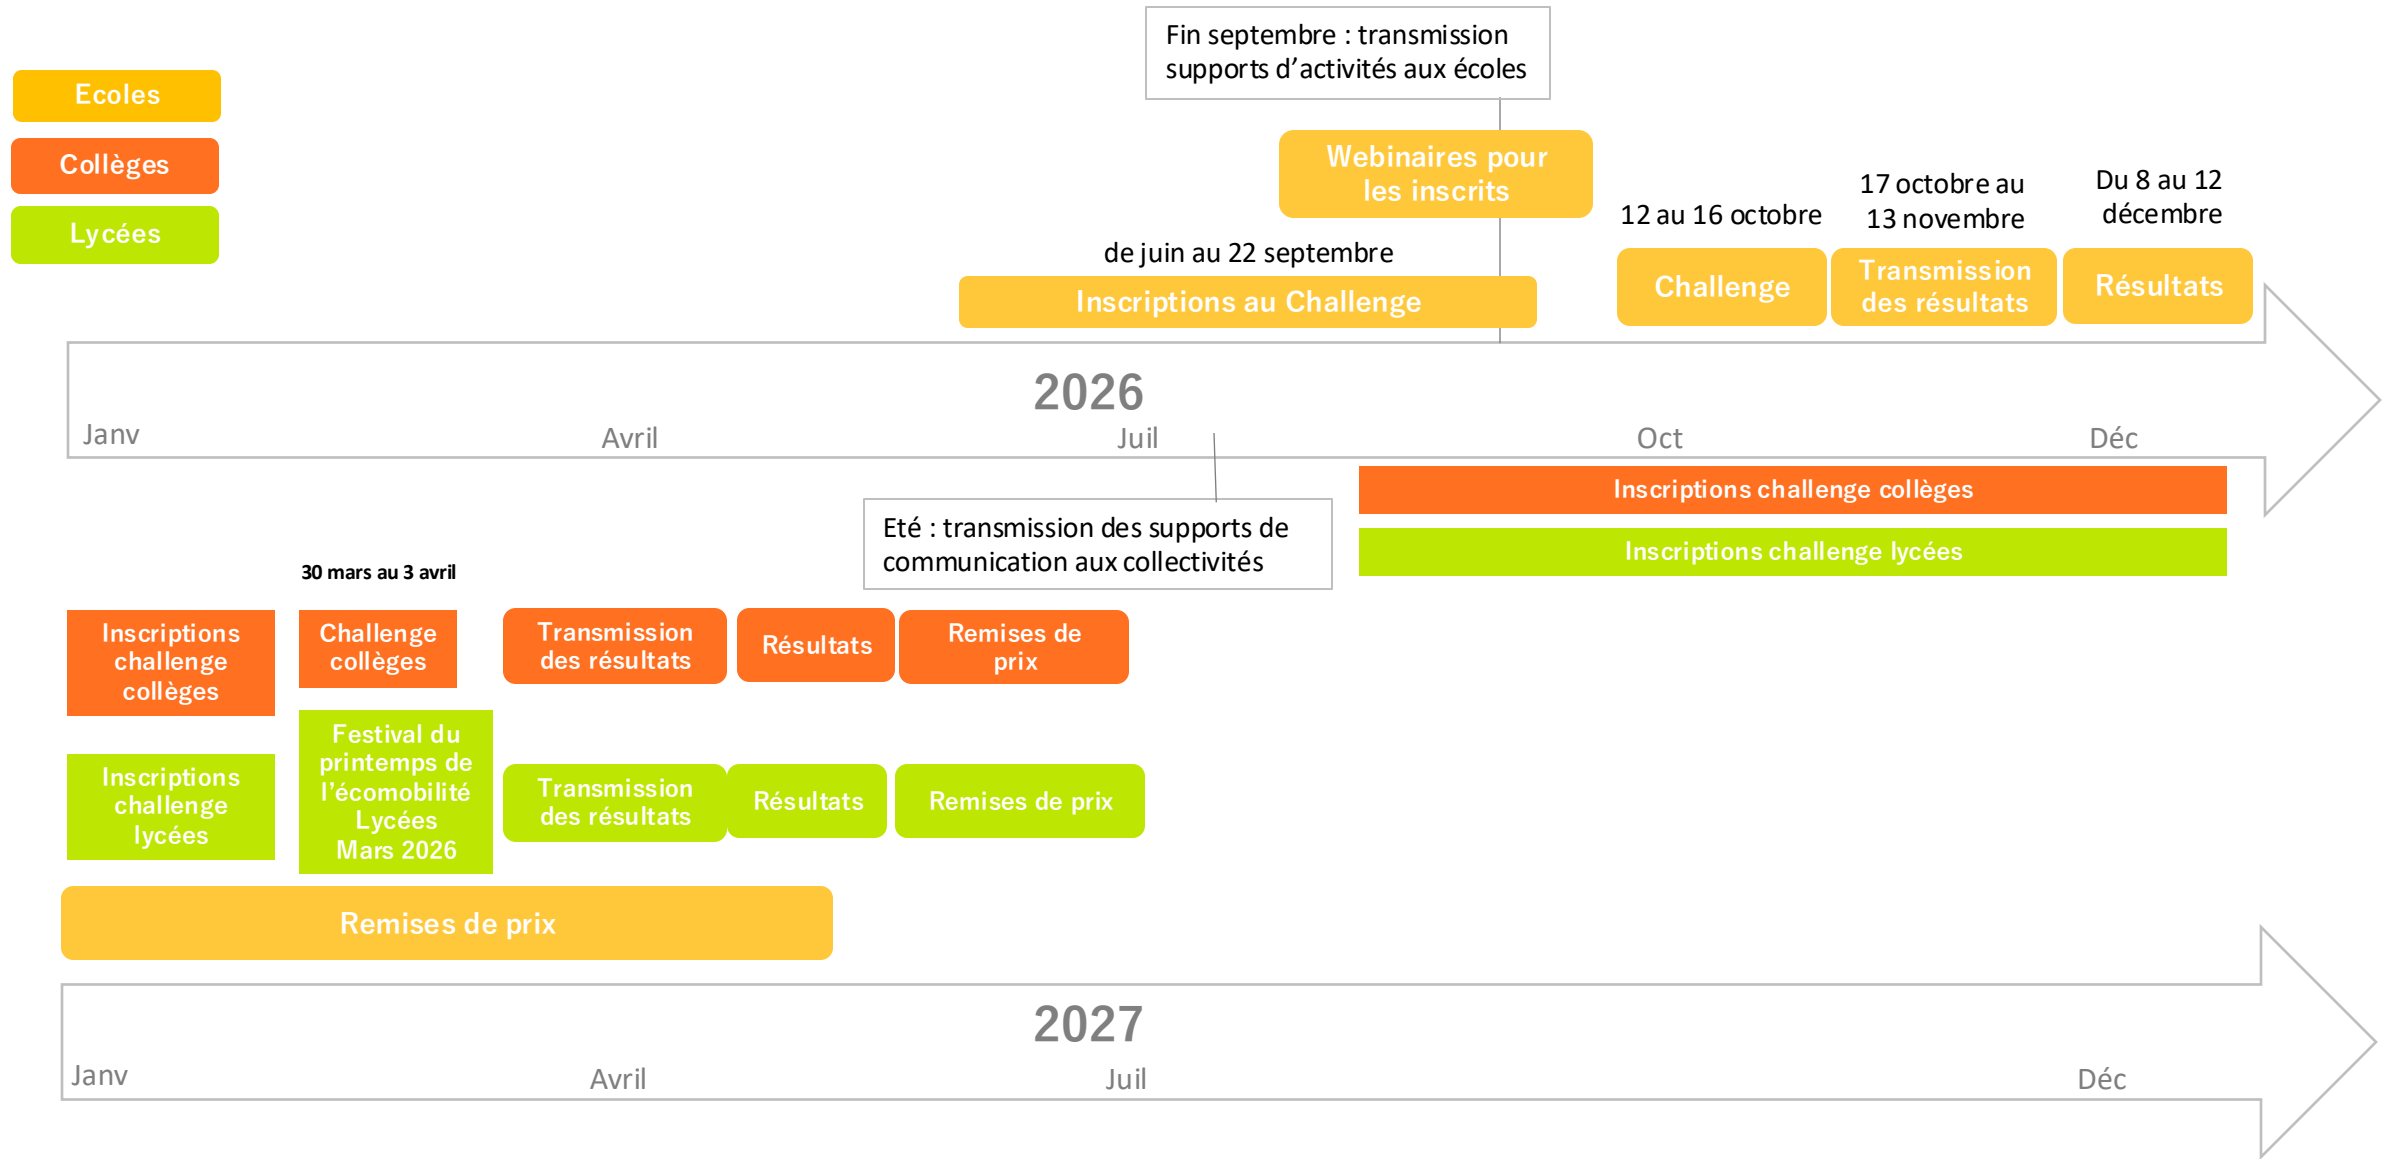 Ecoles
Collèges
Lycées
Fin septembre : transmission
supports d’activités aux écoles
Webinaires pour
les inscrits
de juin au 22 septembre
Inscriptions au Challenge
12 au 16 octobre
Challenge
17 octobre au
13 novembre
Transmission
des résultats
Du 8 au 12
décembre
Résultats
2026
Janv
Avril
Juil
Oct
Déc
Inscriptions challenge collèges
Inscriptions challenge lycées
Eté : transmission des supports de
communication aux collectivités
30 mars au 3 avril
Inscriptions
challenge
collèges
Challenge
collèges
Transmission
des résultats
Résultats
Remises de
prix
Inscriptions
challenge
lycées
Festival du
printemps de
l’écomobilité
Lycées
Mars 2026
Transmission
des résultats
Résultats
Remises de prix
Remises de prix
2027
Janv
Avril
Juil
Déc